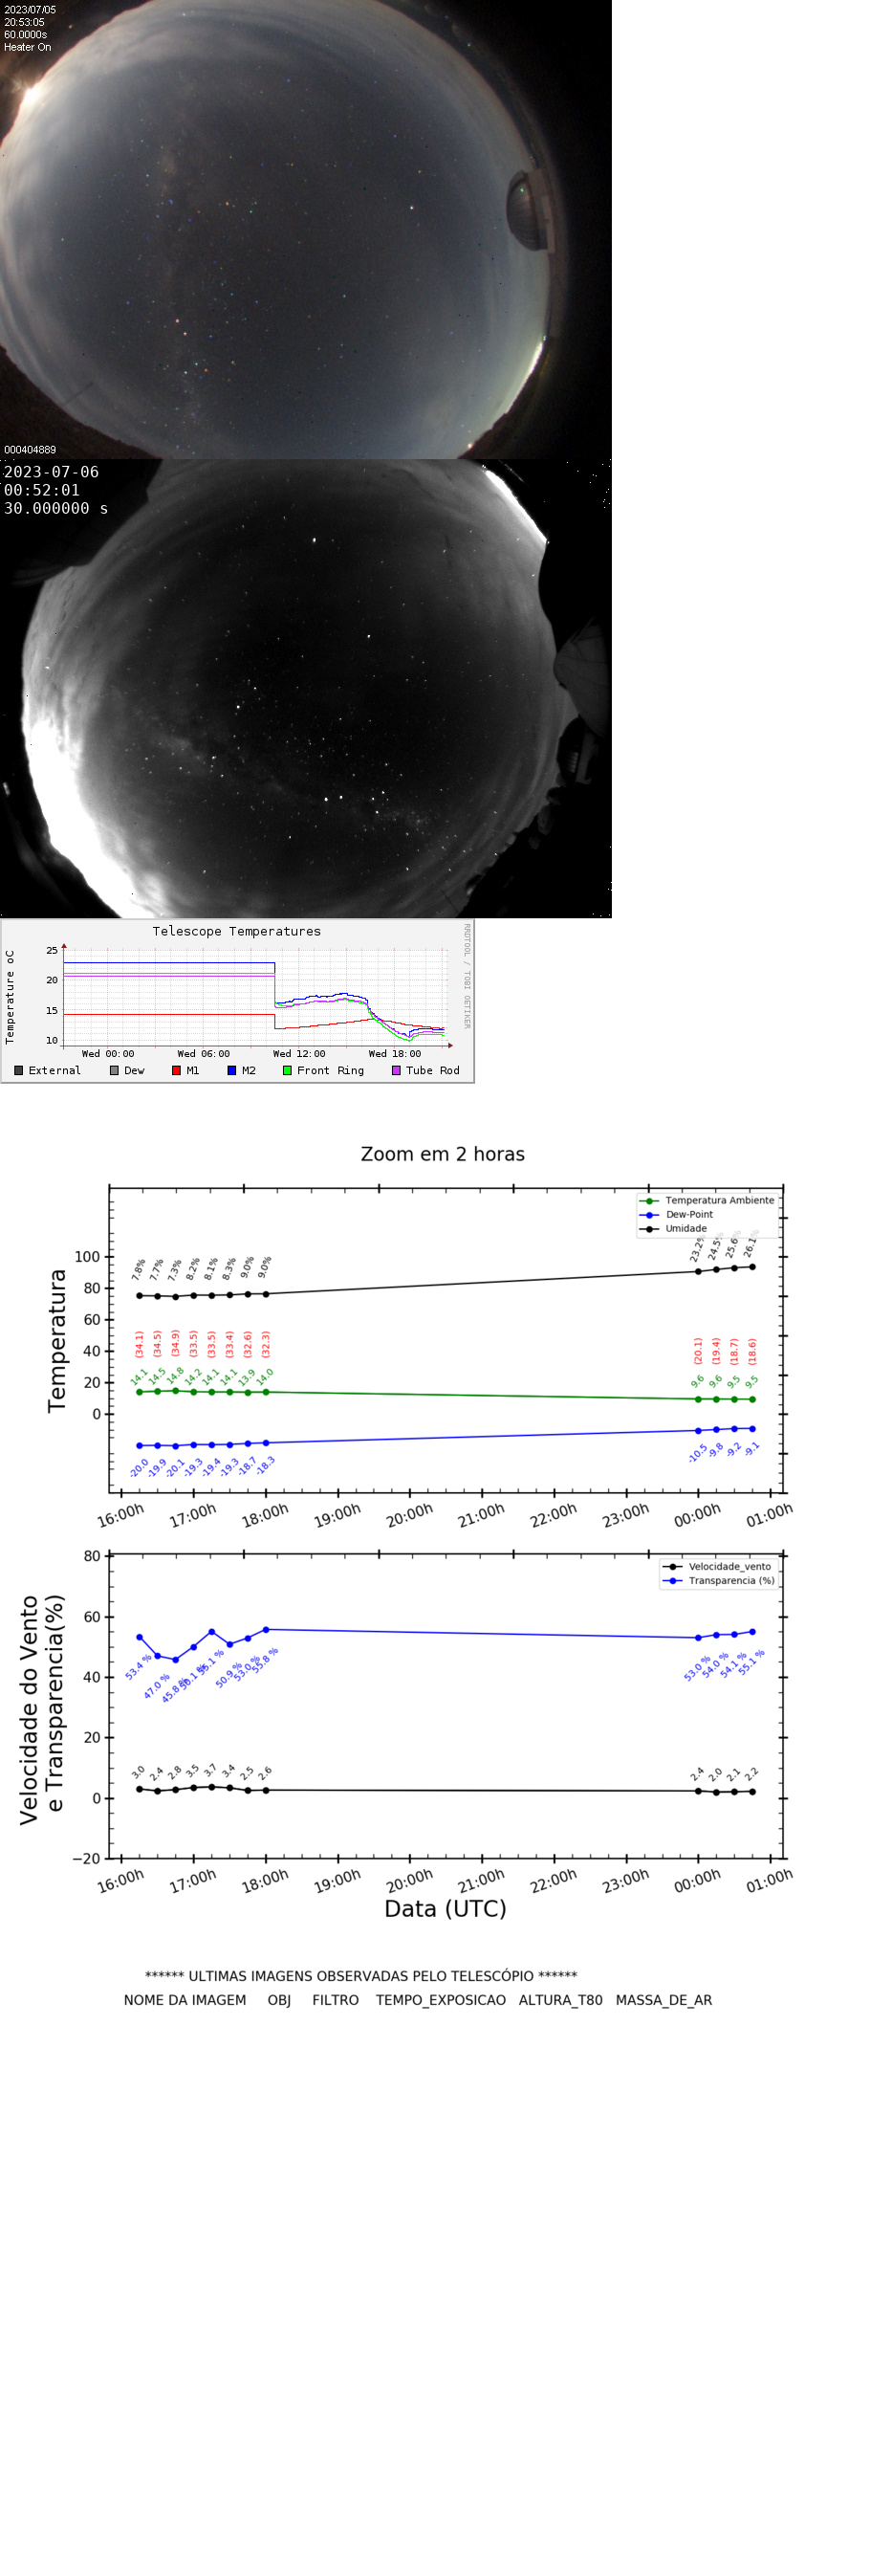 2023/07/05
20:53:05
60.0000s
Heater On
000404889
2023-07-06
00:52:01
30.000000 s
Telescope Temperatures
RRDTOOL / TOBI OETIKER
Temperature oC
25
20
15
10
Wed 00:00 Wed 06:00 Wed 12:00 Wed 18:00
External Dew M1 M2 Front Ring Tube Rod
Zoom em 2 horas
Temperatura Ambiente
Dew-Point
Umidade
Temperatura
100
80
60
40
20
0
7.8% 7.7% 7.3% 8.2% 8.1% 8.3% 9.0% 9.0% 23.2% 24.5% 25.6% 26.1%
(34.1) (34.5) (34.9) (33.5) (33.5) (33.4) (32.6) (32.3) (20.1) (19.4) (18.7) (18.6)
14.1 14.5 14.8 14.2 14.1 14.1 13.9 14.0 9.6 9.6 9.5 9.5
-20.0 -19.9 -20.1 -19.3 -19.4 -19.3 -18.7 -18.3 -10.5 -9.8 -9.2 -9.1
16:00h 17:00h 18:00h 19:00h 20:00h 21:00h 22:00h 23:00h 00:00h 01:00h
Velocidade_vento
Transparencia (%)
Velocidade do Vento
e Transparencia(%)
80
60
40
20
0
−20
53.4 % 47.0 % 45.8 % 50.1 % 55.1 % 50.9 % 53.0 % 55.8 % 53.0 % 54.0 % 54.1 % 55.1 %
3.0 2.4 2.8 3.5 3.7 3.4 2.5 2.6 2.4 2.0 2.1 2.2
16:00h 17:00h 18:00h 19:00h 20:00h 21:00h 22:00h 23:00h 00:00h 01:00h
Data (UTC)
****** ULTIMAS IMAGENS OBSERVADAS PELO TELESCÓPIO ******
NOME DA IMAGEM OBJ FILTRO TEMPO_EXPOSICAO ALTURA_T80 MASSA_DE_AR